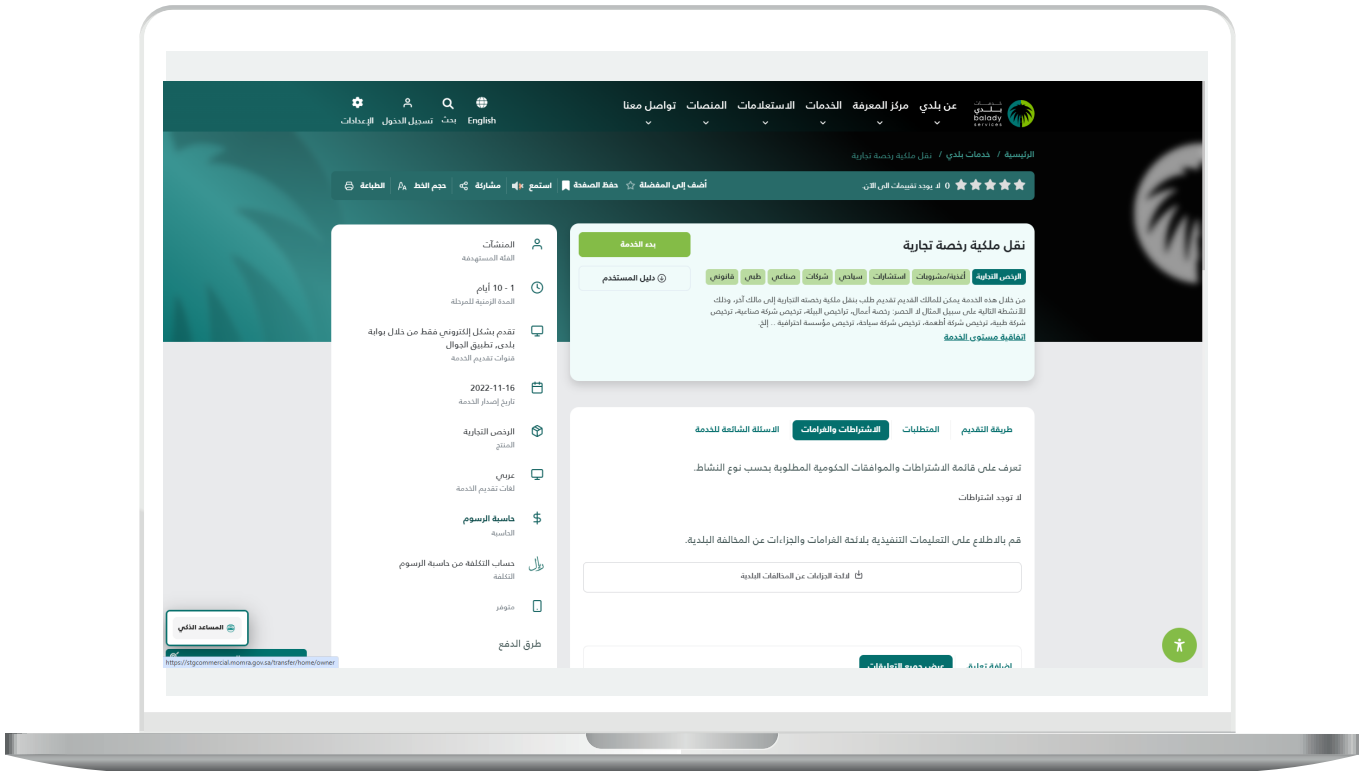 خدمات
بلدي
balady
services
عن بلدي
مركز المعرفة
الخدمات
الاستعلامات
المنصات
تواصل معنا
English
بحث
تسجيل الدخول
الإعدادات
الرئيسية / خدمات بلدي / نقل ملكية رخصة تجارية
0 لا يوجد تقييمات الى الآن.
أضف إلى المفضلة
حفظ الصفحة
استمع
مشاركة
حجم الخط
الطباعة
نقل ملكية رخصة تجارية
بدء الخدمة
دليل المستخدم
الرخص التجارية أغذية/مشروبات استشارات سياحي شركات صناعي طبي قانوني
من خلال هذه الخدمة يمكن للمالك القديم تقديم طلب بنقل ملكية رخصته التجارية إلى مالك آخر، وذلك
للأنشطة التالية على سبيل المثال لا الحصر: رخصة أعمال، تراخيص البيئة، ترخيص شركة صناعية، ترخيص
شركة طبية، ترخيص شركة أطعمة، ترخيص شركة سياحة، ترخيص مؤسسة احترافية .. إلخ.
اتفاقية مستوى الخدمة
المنشآت
الفئة المستهدفة
1 - 10 أيام
المدة الزمنية للمرحلة
تقدم بشكل إلكتروني فقط من خلال بوابة
بلدي, تطبيق الجوال
قنوات تقديم الخدمة
2022-11-16
تاريخ إصدار الخدمة
الرخص التجارية
المنتج
عربي
لغات تقديم الخدمة
حاسبة الرسوم
الحاسبة
حساب التكلفة من حاسبة الرسوم
التكلفة
متوفر
طرق الدفع
طريقة التقديم
المتطلبات
الاشتراطات والغرامات
الاسئلة الشائعة للخدمة
تعرف على قائمة الاشتراطات والموافقات الحكومية المطلوبة بحسب نوع النشاط.
لا توجد اشتراطات
قم بالاطلاع على التعليمات التنفيذية بلائحة الغرامات والجزاءات عن المخالفة البلدية.
لائحة الجزاءات عن المخالفات البلدية
اضافة تعليق
عرض جميع التعليقات
المساعد الذكي
https://stgcommercial.momra.gov.sa/transfer/home/owner